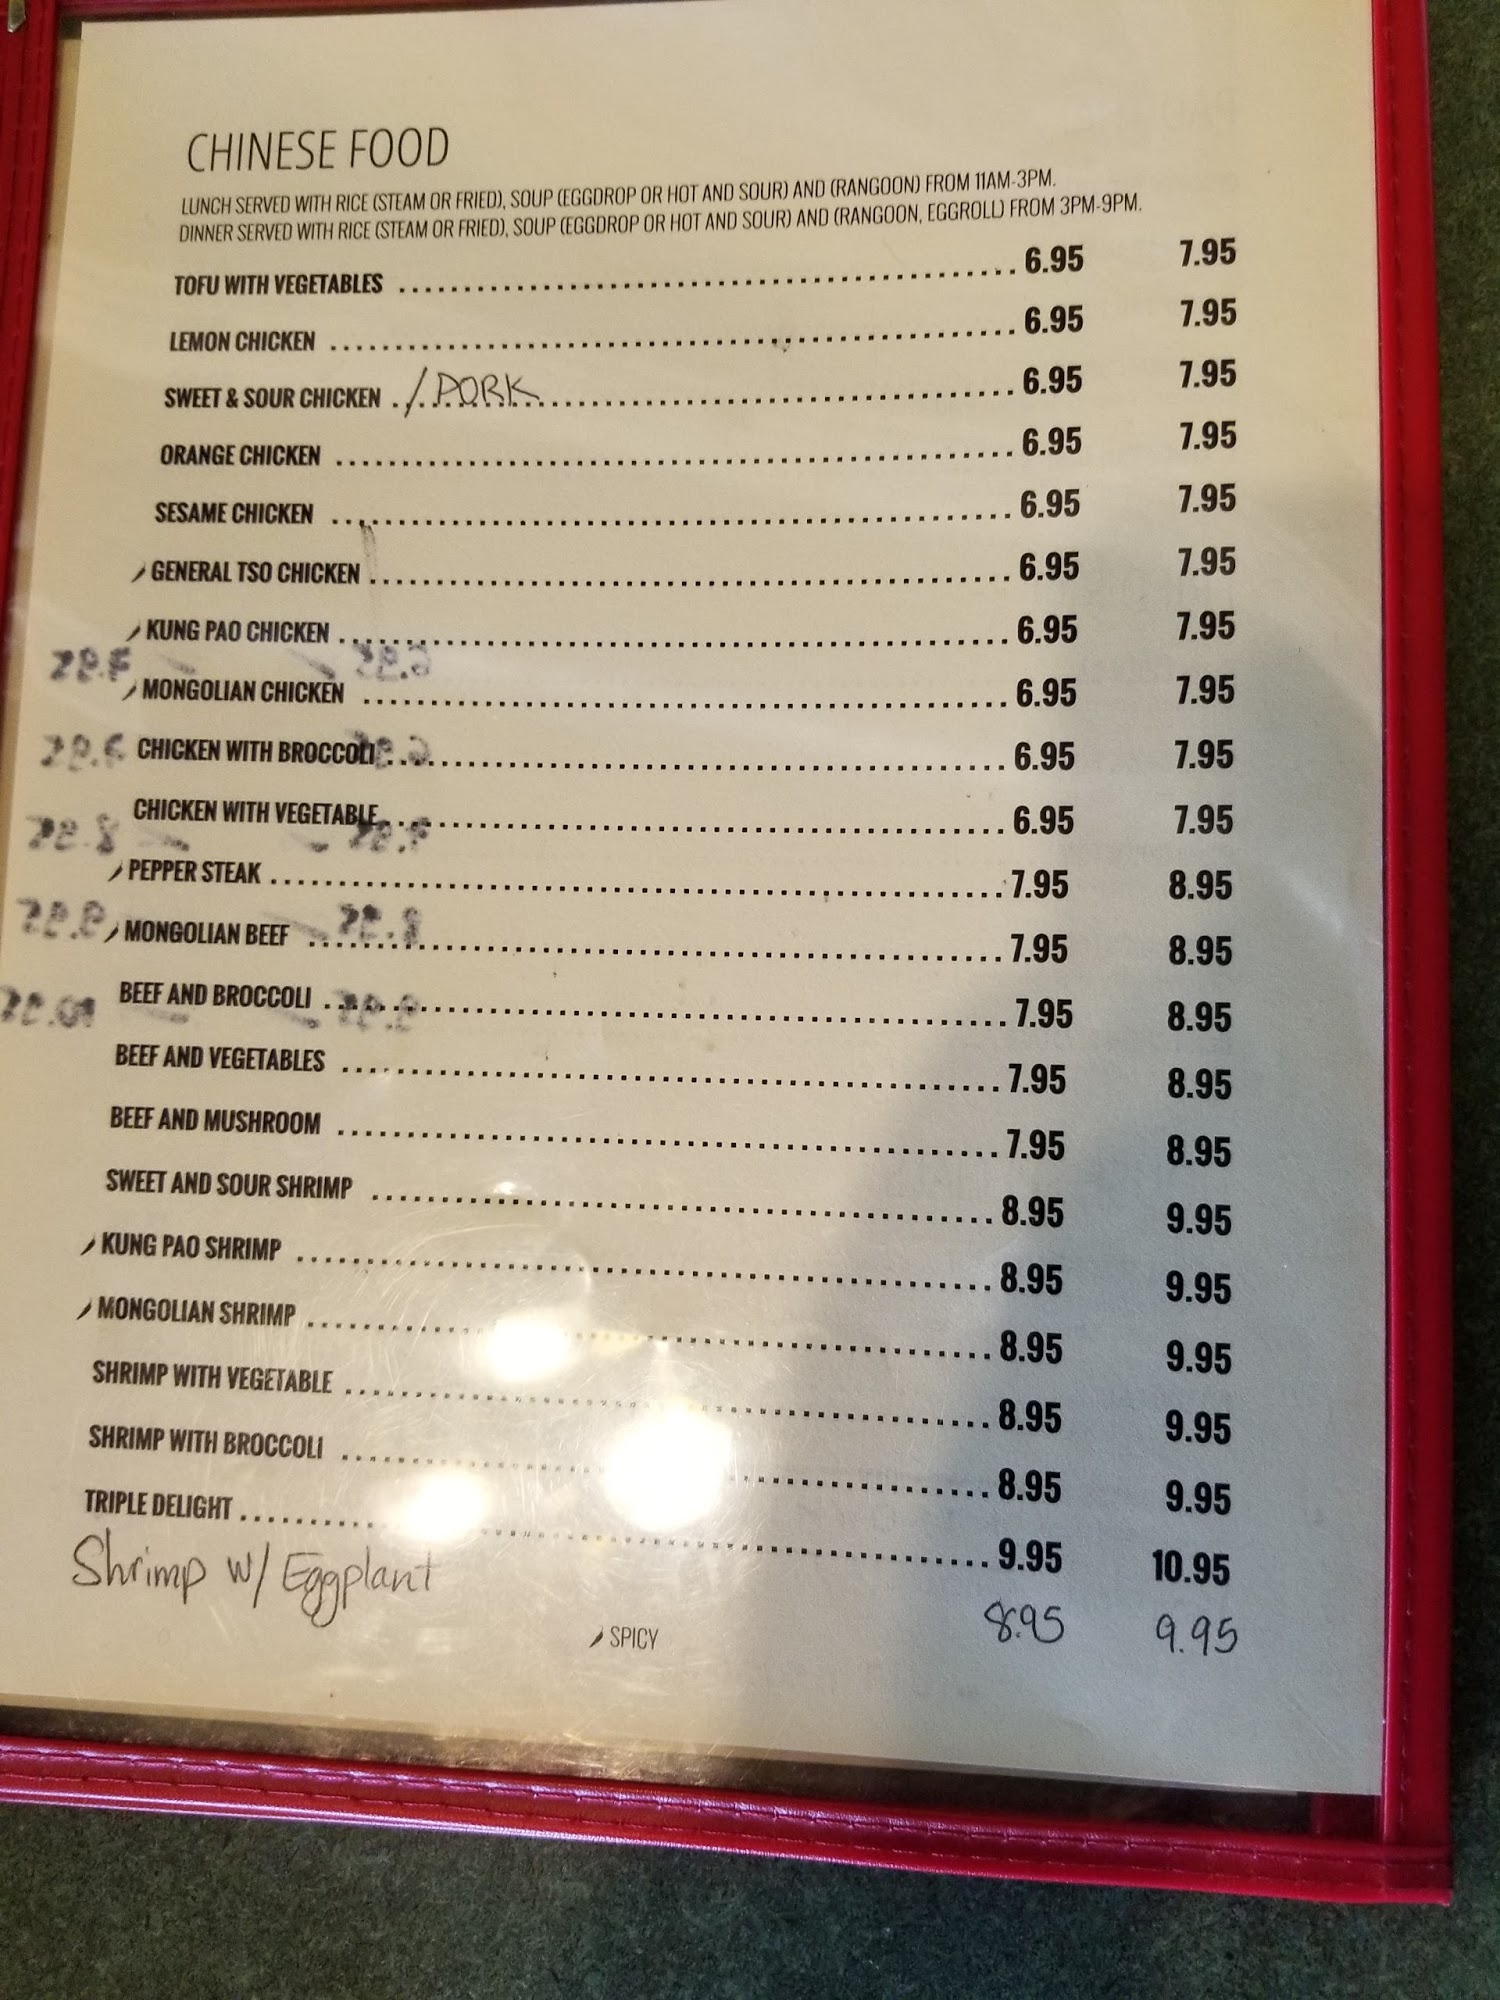 CHINESE FOOD
LUNCH SERVED WITH RICE (STEAM OR FRIED), SOUP (EGGDROP OR HOT AND SOUR) AND (RANGOON) FROM 11AM-3PM.
DINNER SERVED WITH RICE (STEAM OR FRIED), SOUP (EGGDROP OR HOT AND SOUR) AND (RANGOON, EGGROLL) FROM 3PM-9PM.
TOFU WITH VEGETABLES 6.95 7.95
LEMON CHICKEN 6.95 7.95
SWEET & SOUR CHICKEN / PORK 6.95 7.95
ORANGE CHICKEN 6.95 7.95
SESAME CHICKEN 6.95 7.95
GENERAL TSO CHICKEN 6.95 7.95
KUNG PAO CHICKEN 6.95 7.95
MONGOLIAN CHICKEN 6.95 7.95
CHICKEN WITH BROCCOLI 6.95 7.95
CHICKEN WITH VEGETABLE 6.95 7.95
PEPPER STEAK 7.95 8.95
MONGOLIAN BEEF 7.95 8.95
BEEF AND BROCCOLI 7.95 8.95
BEEF AND VEGETABLES 7.95 8.95
BEEF AND MUSHROOM 7.95 8.95
SWEET AND SOUR SHRIMP 8.95 9.95
KUNG PAO SHRIMP 8.95 9.95
MONGOLIAN SHRIMP 8.95 9.95
SHRIMP WITH VEGETABLE 8.95 9.95
SHRIMP WITH BROCCOLI 8.95 9.95
TRIPLE DELIGHT 9.95 10.95
Shrimp w/ Eggplant 8.95 9.95
SPICY